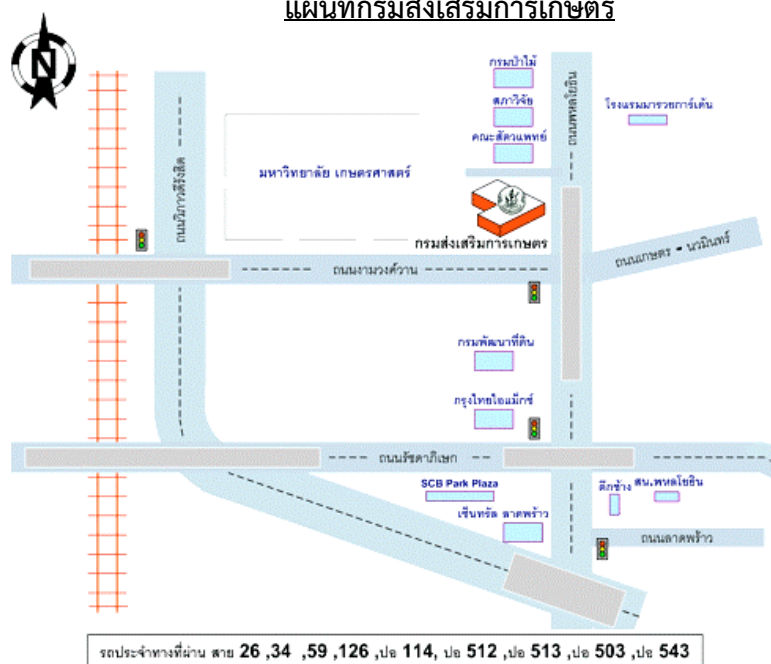 แผนที่กรมส่งเสริมการเกษตร
N
กรมป่าไม้
สภาวิจัย
คณะสัตวแพทย์
ถนนพหลโยธิน
โรงแรมมารวยการ์เด้น
ถนนวิภาวดีรังสิต
มหาวิทยาลัย เกษตรศาสตร์
กรมส่งเสริมการเกษตร
ถนนงามวงศ์วาน
ถนนเกษตร - นวมินทร์
กรมพัฒนาที่ดิน
กรุงไทยไอแม็กซ์
ถนนรัชดาภิเษก
SCB Park Plaza
ตึกช้าง
สน.พหลโยธิน
เซ็นทรัล ลาดพร้าว
ถนนลาดพร้าว
รถประจำทางที่ผ่าน สาย 26 ,34 ,59 ,126 ,ปอ 114, ปอ 512 ,ปอ 513 ,ปอ 503 ,ปอ 543